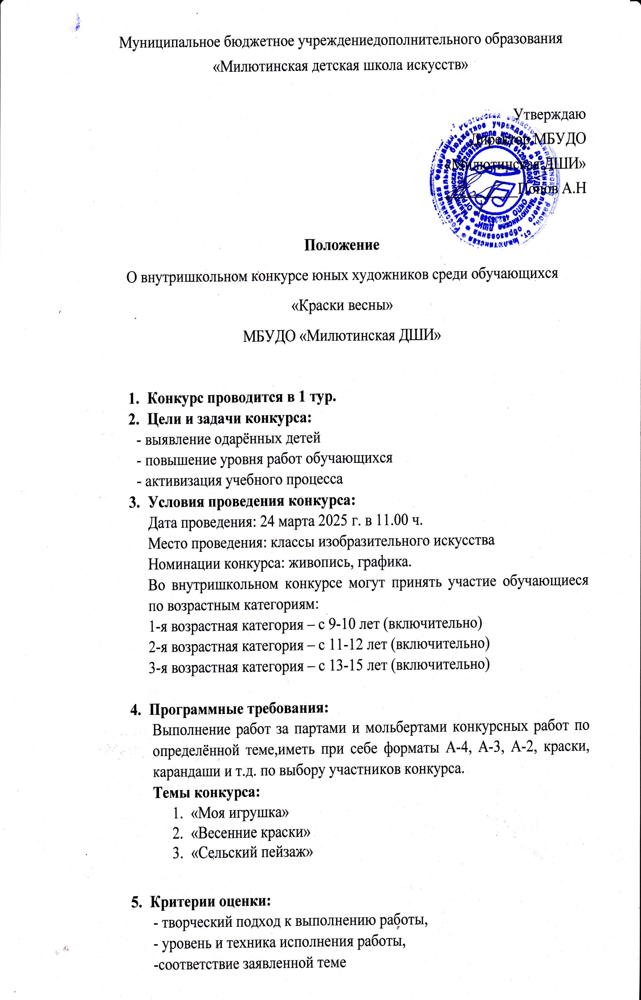 Муниципальное бюджетное учреждениедополнительного образования
«Милютинская детская школа искусств»
Утверждаю
Директор МБУДО
«Милютинская ДШИ»
Попов А.Н
Положение
О внутришкольном конкурсе юных художников среди обучающихся
«Краски весны»
МБУДО «Милютинская ДШИ»
1. Конкурс проводится в 1 тур.
2. Цели и задачи конкурса:
- выявление одарённых детей
- повышение уровня работ обучающихся
- активизация учебного процесса
3. Условия проведения конкурса:
Дата проведения: 24 марта 2025 г. в 11.00 ч.
Место проведения: классы изобразительного искусства
Номинации конкурса: живопись, графика.
Во внутришкольном конкурсе могут принять участие обучающиеся
по возрастным категориям:
1-я возрастная категория – с 9-10 лет (включительно)
2-я возрастная категория – с 11-12 лет (включительно)
3-я возрастная категория – с 13-15 лет (включительно)
4. Программные требования:
Выполнение работ за партами и мольбертами конкурсных работ по
определённой теме,иметь при себе форматы А-4, А-3, А-2, краски,
карандаши и т.д. по выбору участников конкурса.
Темы конкурса:
1. «Моя игрушка»
2. «Весенние краски»
3. «Сельский пейзаж»
5. Критерии оценки:
- творческий подход к выполнению работы,
- уровень и техника исполнения работы,
-соответствие заявленной теме